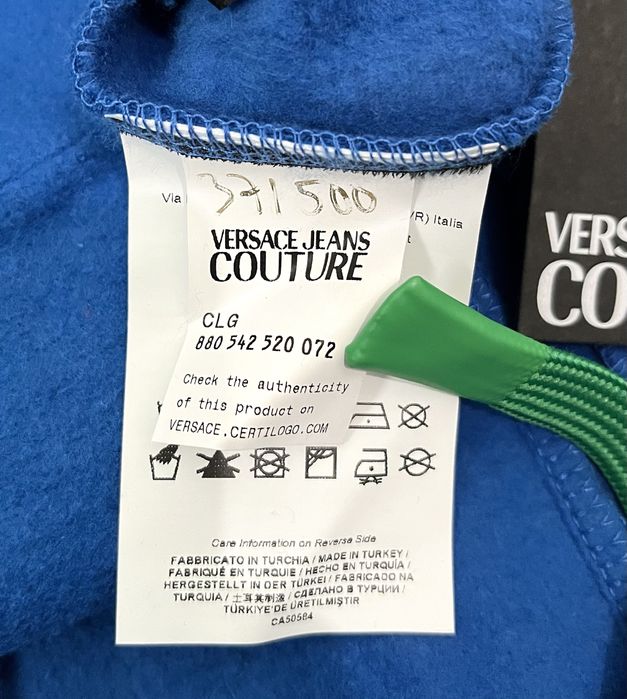 371500
Via
/R) Italia
VERSACE JEANS
COUTURE
CLG
880 542 520 072
Check the authenticity
of this product on
VERSACE.CERTILOGO.COM
Care Information on Reverse Side
FABBRICATO IN TURCHIA / MADE IN TURKEY /
FABRIQUÉ EN TURQUIE / HECHO EN TURQUÍA /
HERGESTELLT IN DER TÜRKEI / FABRICADO NA
TURQUIA / 土耳其制造 / СДЕЛАНО В ТУРЦИИ /
TÜRKİYE'DE ÜRETİLMİŞTİR
CA50584
VERS
CO